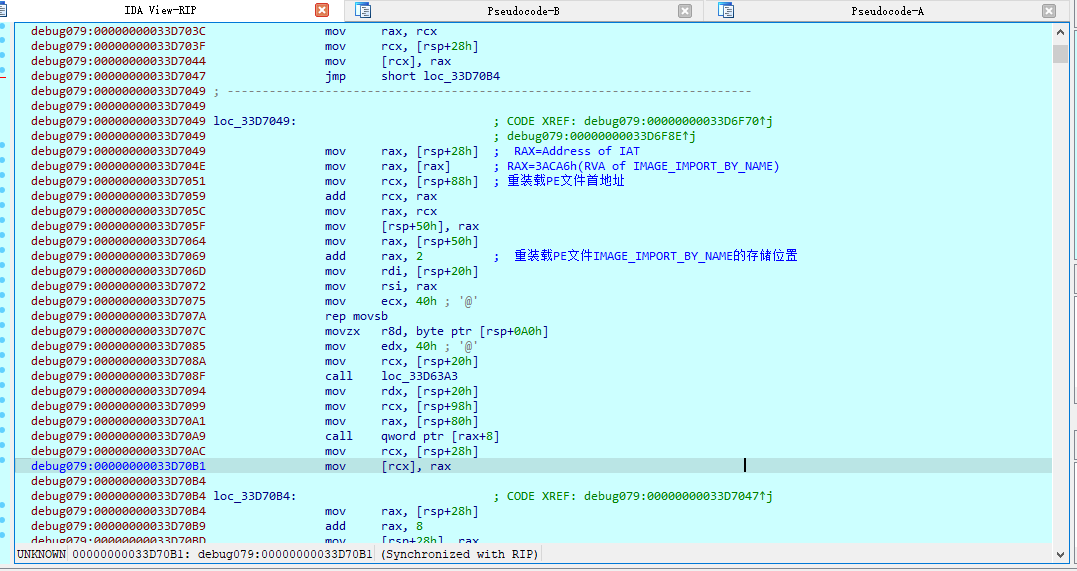 IDA View-RIP Pseudocode-B Pseudocode-A
debug079:00000000033D703C mov rax, rcx
debug079:00000000033D703F mov rcx, [rsp+28h]
debug079:00000000033D7044 mov [rcx], rax
debug079:00000000033D7047 jmp short loc_33D70B4
debug079:00000000033D7049 ; ---------------------------------------------------------------------------
debug079:00000000033D7049
debug079:00000000033D7049 loc_33D7049: ; CODE XREF: debug079:00000000033D6F70↑j
debug079:00000000033D7049 ; debug079:00000000033D6F8E↑j
debug079:00000000033D7049 mov rax, [rsp+28h] ; RAX=Address of IAT
debug079:00000000033D704E mov rax, [rax] ; RAX=3ACA6h(RVA of IMAGE_IMPORT_BY_NAME)
debug079:00000000033D7051 mov rcx, [rsp+88h] ; 重装载PE文件首地址
debug079:00000000033D7059 add rcx, rax
debug079:00000000033D705C mov rax, rcx
debug079:00000000033D705F mov [rsp+50h], rax
debug079:00000000033D7064 mov rax, [rsp+50h]
debug079:00000000033D7069 add rax, 2 ; 重装载PE文件IMAGE_IMPORT_BY_NAME的存储位置
debug079:00000000033D706D mov rdi, [rsp+20h]
debug079:00000000033D7072 mov rsi, rax
debug079:00000000033D7075 mov ecx, 40h ; '@'
debug079:00000000033D707A rep movsb
debug079:00000000033D707C movzx r8d, byte ptr [rsp+0A0h]
debug079:00000000033D7085 mov edx, 40h ; '@'
debug079:00000000033D708A mov rcx, [rsp+20h]
debug079:00000000033D708F call loc_33D63A3
debug079:00000000033D7094 mov rdx, [rsp+20h]
debug079:00000000033D7099 mov rcx, [rsp+98h]
debug079:00000000033D70A1 mov rax, [rsp+80h]
debug079:00000000033D70A9 call qword ptr [rax+8]
debug079:00000000033D70AC mov rcx, [rsp+28h]
debug079:00000000033D70B1 mov [rcx], rax
debug079:00000000033D70B4
debug079:00000000033D70B4 loc_33D70B4: ; CODE XREF: debug079:00000000033D7047↑j
debug079:00000000033D70B4 mov rax, [rsp+28h]
debug079:00000000033D70B9 add rax, 8
debug079:00000000033D70BD mov [rsp+28h], rax
UNKNOWN 00000000033D70B1: debug079:00000000033D70B1 (Synchronized with RIP)